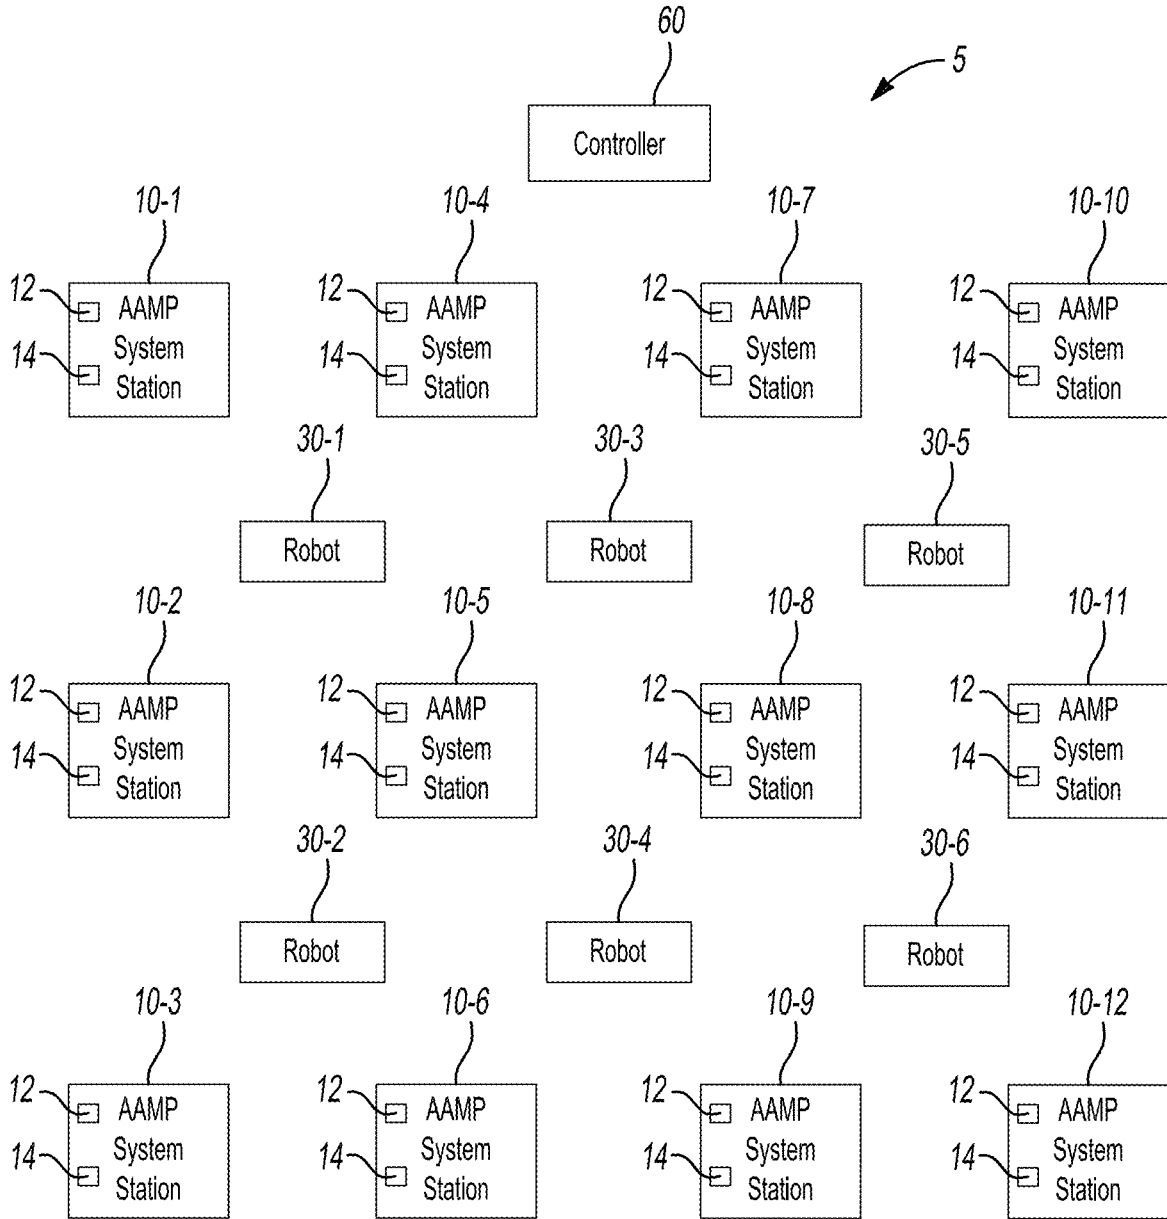 60
5
Controller
10-1
10-4
10-7
10-10
12 AAMP
System
14 Station
12 AAMP
System
14 Station
12 AAMP
System
14 Station
12 AAMP
System
14 Station
30-1
30-3
30-5
Robot
Robot
Robot
10-2
10-5
10-8
10-11
12 AAMP
System
14 Station
12 AAMP
System
14 Station
12 AAMP
System
14 Station
12 AAMP
System
14 Station
30-2
30-4
30-6
Robot
Robot
Robot
10-3
10-6
10-9
10-12
12 AAMP
System
14 Station
12 AAMP
System
14 Station
12 AAMP
System
14 Station
12 AAMP
System
14 Station